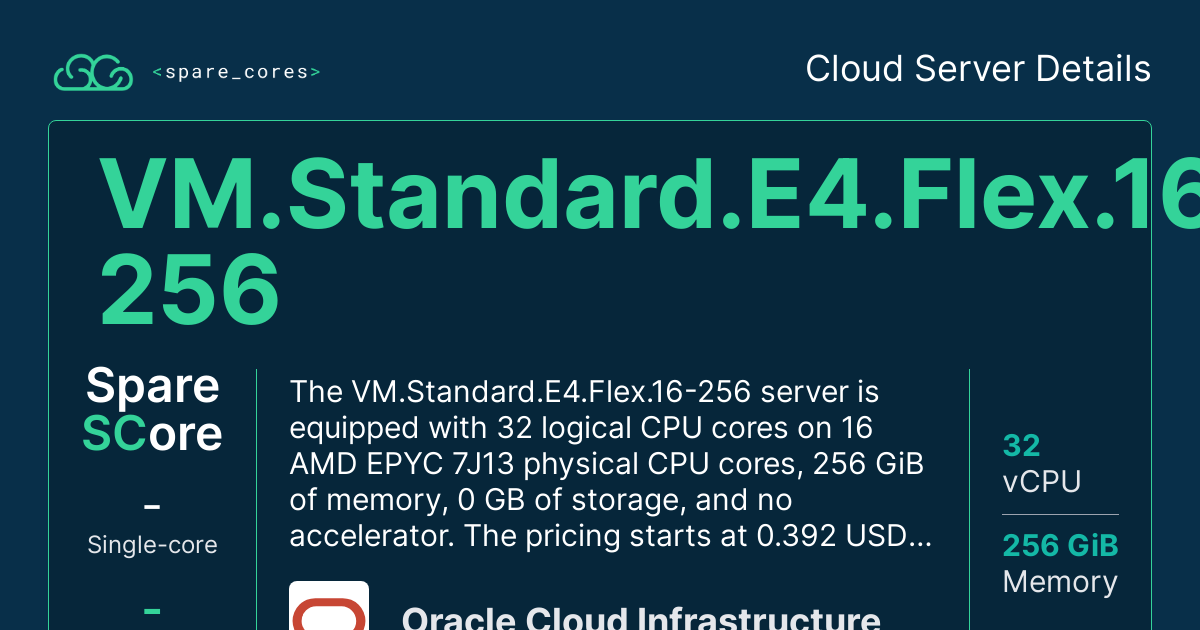 <spare_cores>
Cloud Server Details
VM.Standard.E4.Flex.16
256
Spare
SCore
–
Single-core
–
The VM.Standard.E4.Flex.16-256 server is
equipped with 32 logical CPU cores on 16
AMD EPYC 7J13 physical CPU cores, 256 GiB
of memory, 0 GB of storage, and no
accelerator. The pricing starts at 0.392 USD...
Oracle Cloud Infrastructure
32
vCPU
256 GiB
Memory